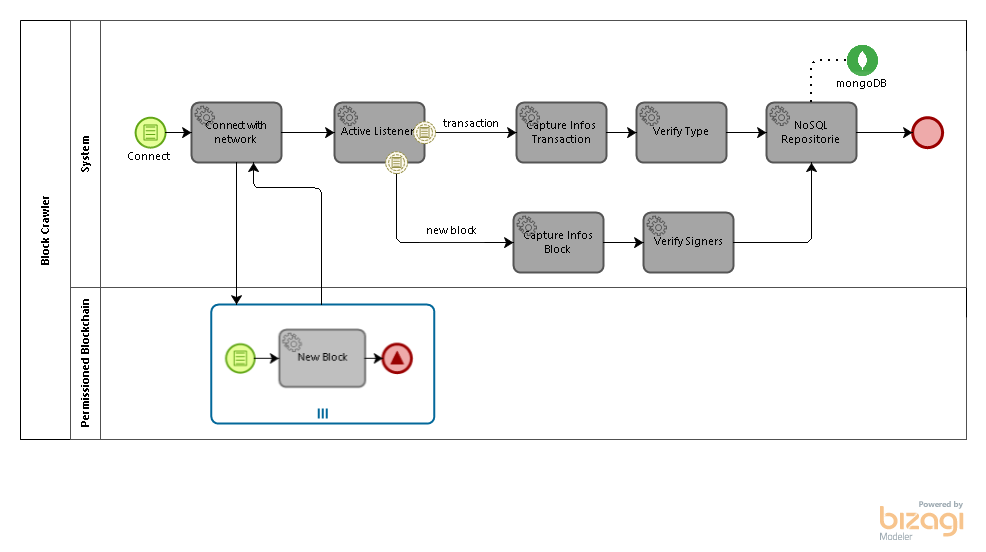 Block Crawler
System
Connect
Connect with
network
Active Listener
transaction
Capture Infos
Transaction
Verify Type
NoSQL
Repositorie
mongoDB
new block
Capture Infos
Block
Verify Signers
Permissioned Blockchain
New Block
Powered by
bizagi
Modeler